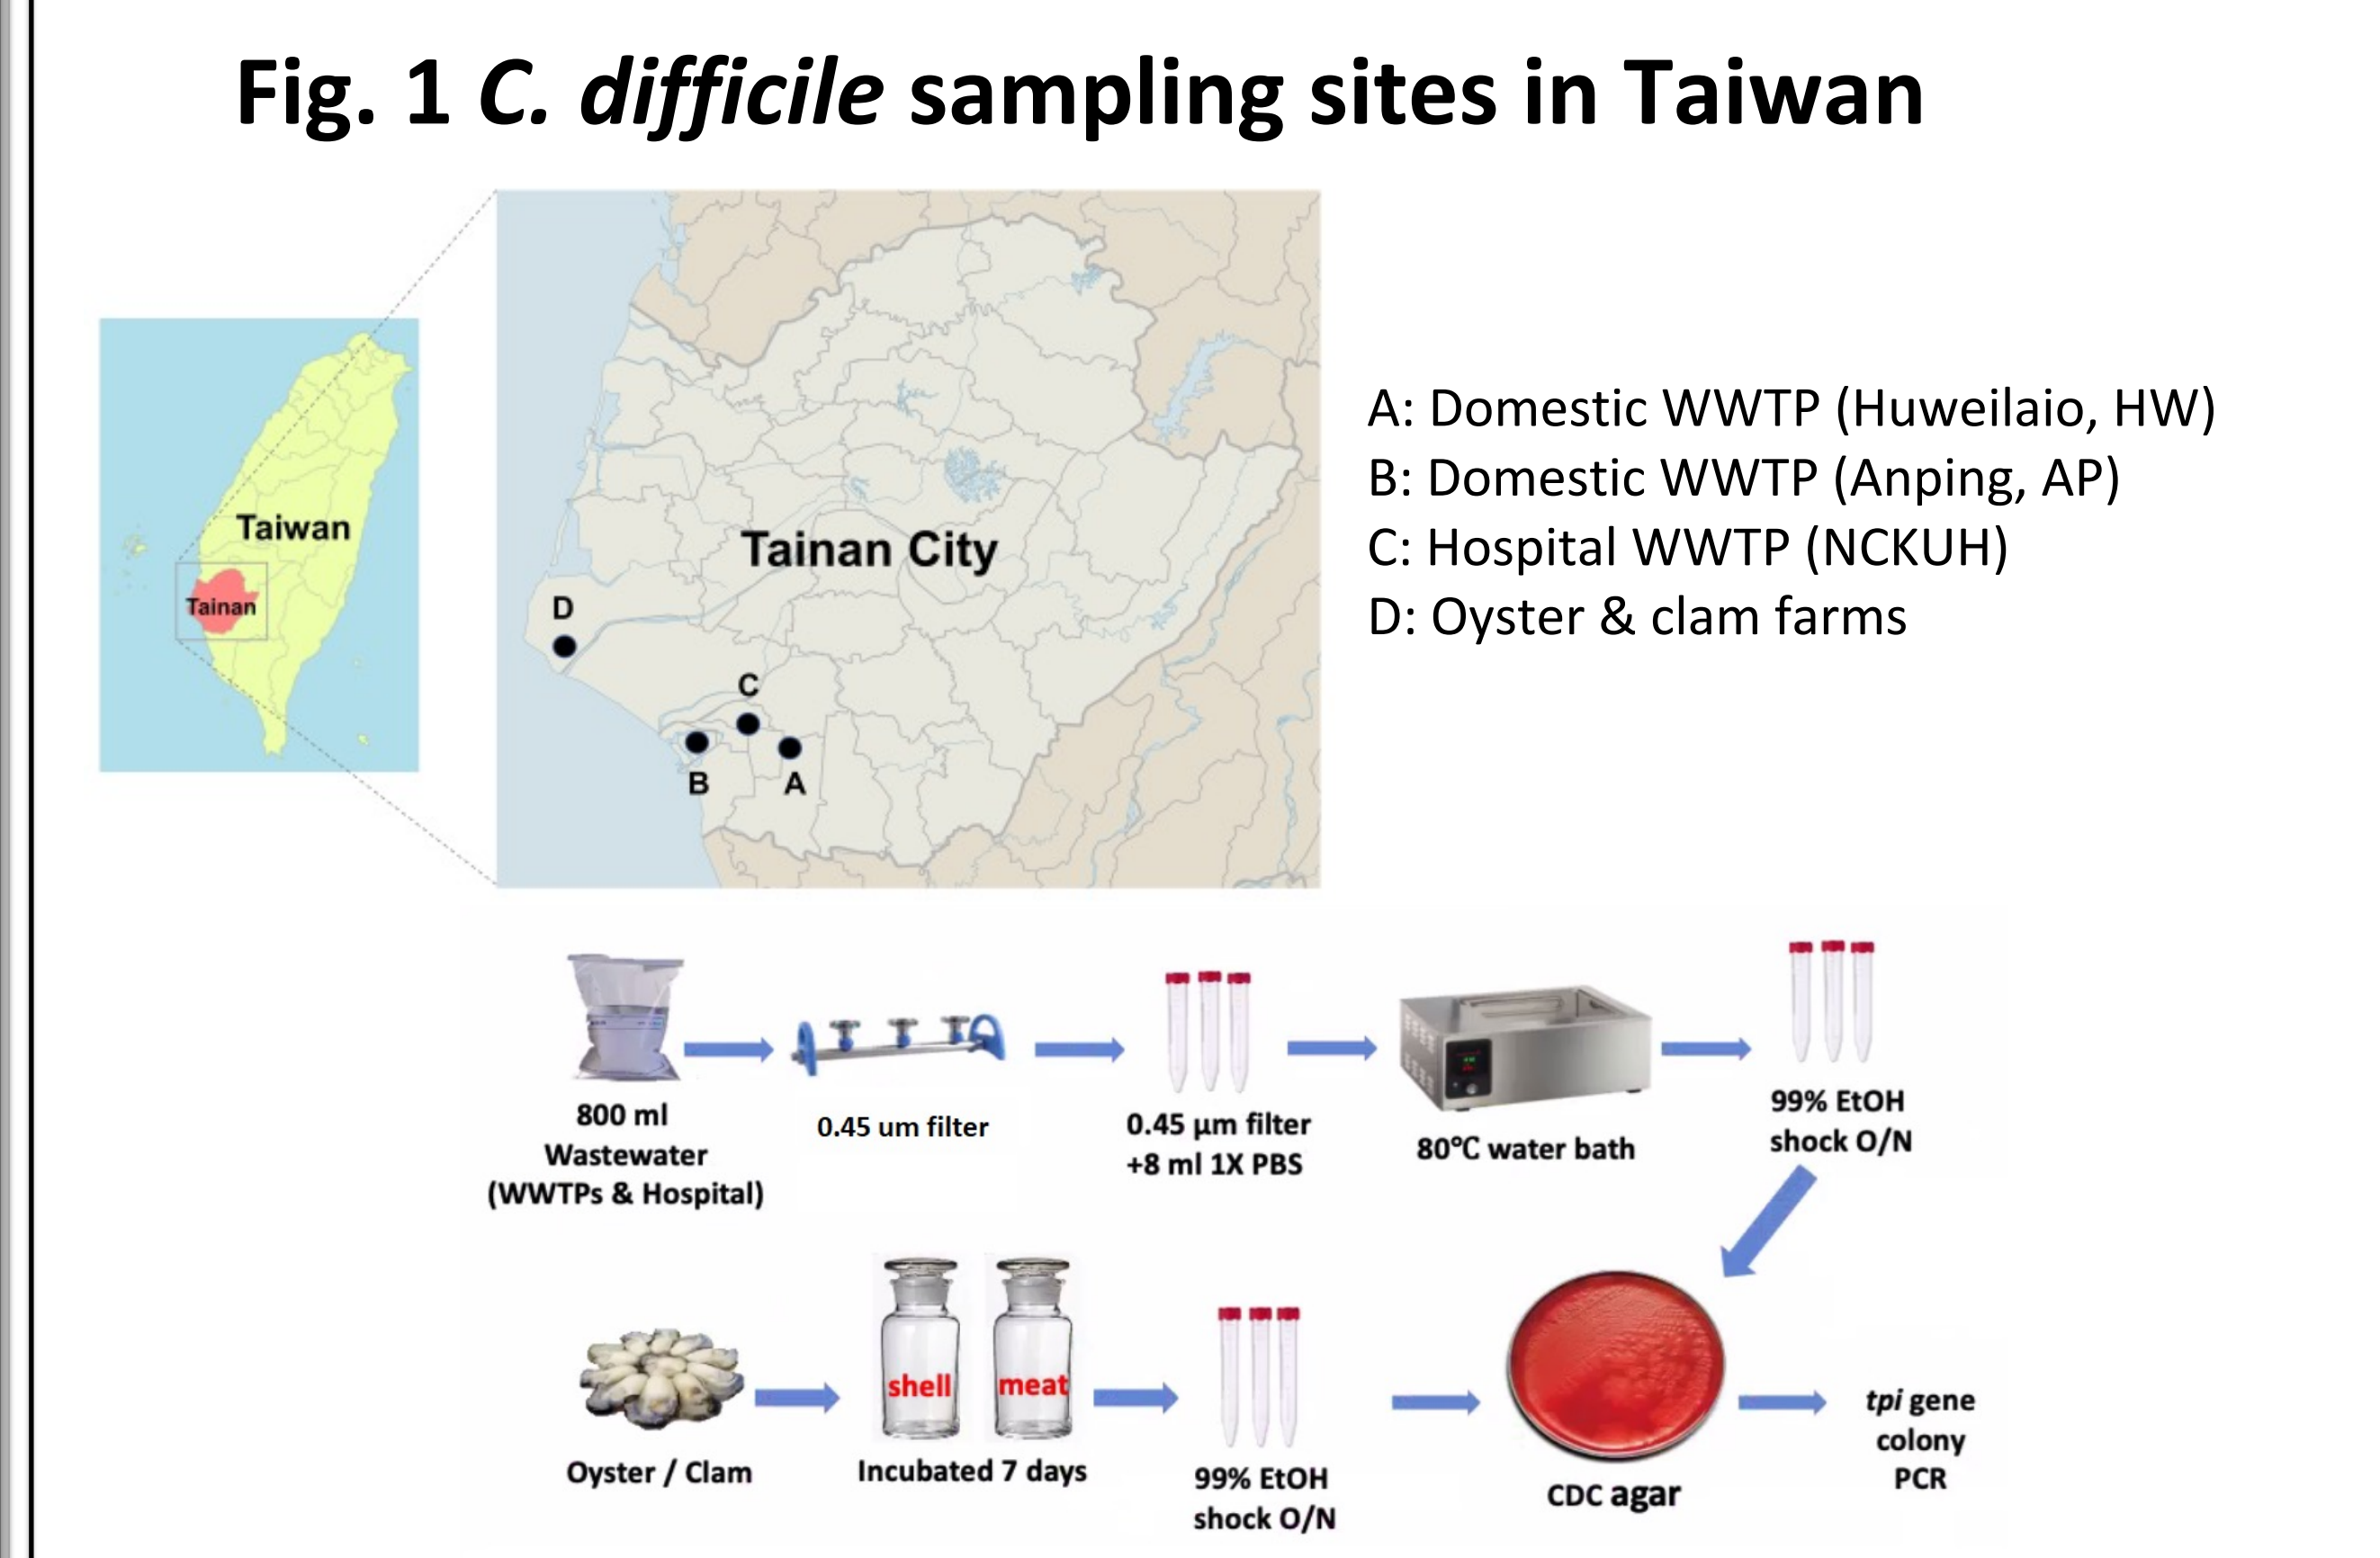 Fig. 1 C. difficile sampling sites in Taiwan
Taiwan
Tainan
Tainan City
D
C
B
A
A: Domestic WWTP (Huweilaio, HW)
B: Domestic WWTP (Anping, AP)
C: Hospital WWTP (NCKUH)
D: Oyster & clam farms
800 ml
Wastewater
(WWTPs & Hospital)
0.45 um filter
0.45 µm filter
+8 ml 1X PBS
80℃ water bath
99% EtOH
shock O/N
shell
meat
Oyster / Clam
Incubated 7 days
99% EtOH
shock O/N
CDC agar
tpi gene
colony
PCR